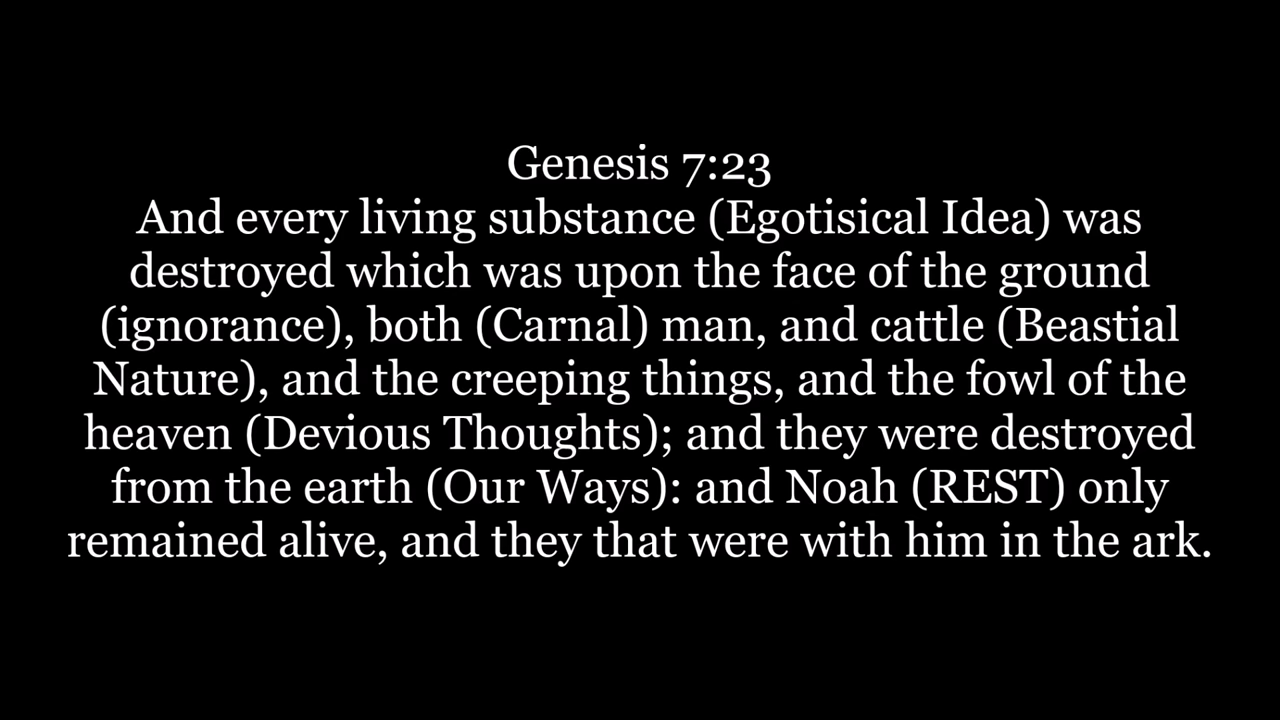 Genesis 7:23
And every living substance (Egotisical Idea) was
destroyed which was upon the face of the ground
(ignorance), both (Carnal) man, and cattle (Beastial
Nature), and the creeping things, and the fowl of the
heaven (Devious Thoughts); and they were destroyed
from the earth (Our Ways): and Noah (REST) only
remained alive, and they that were with him in the ark.